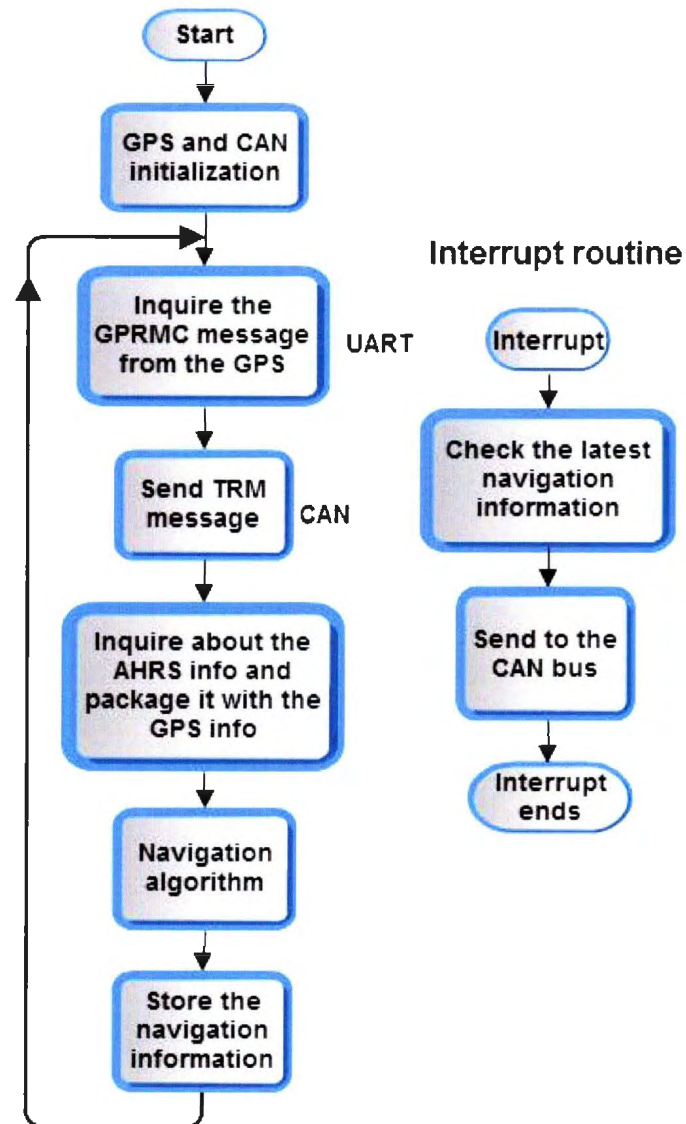 Start
GPS and CAN
initialization
Inquire the
GPRMC message
from the GPS
UART
Send TRM
message
CAN
Inquire about the
AHRS info and
package it with the
GPS info
Navigation
algorithm
Store the
navigation
information
Interrupt routine
Interrupt
Check the latest
navigation
information
Send to the
CAN bus
Interrupt
ends